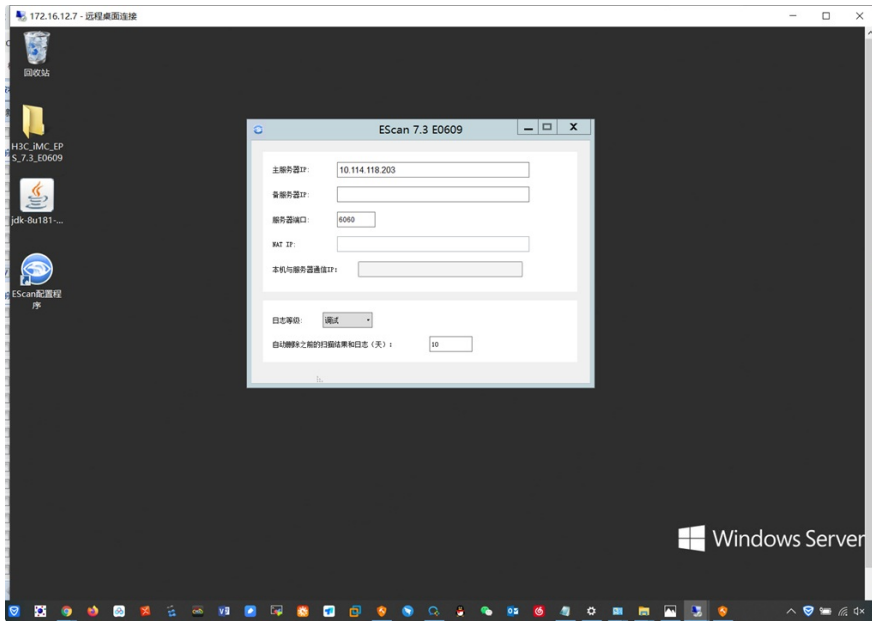 172.16.12.7 - 远程桌面连接
回收站
H3C_iMC_EP
S_7.3_E0609
jdk-8u181-...
EScan配置程
序
EScan 7.3 E0609
主服务器IP: 10.114.118.203
备服务器IP:
服务器端口: 6060
NAT IP:
本机与服务器通信IP:
日志等级: 调试
自动删除之前的扫描结果和日志（天）: 10
Windows Server